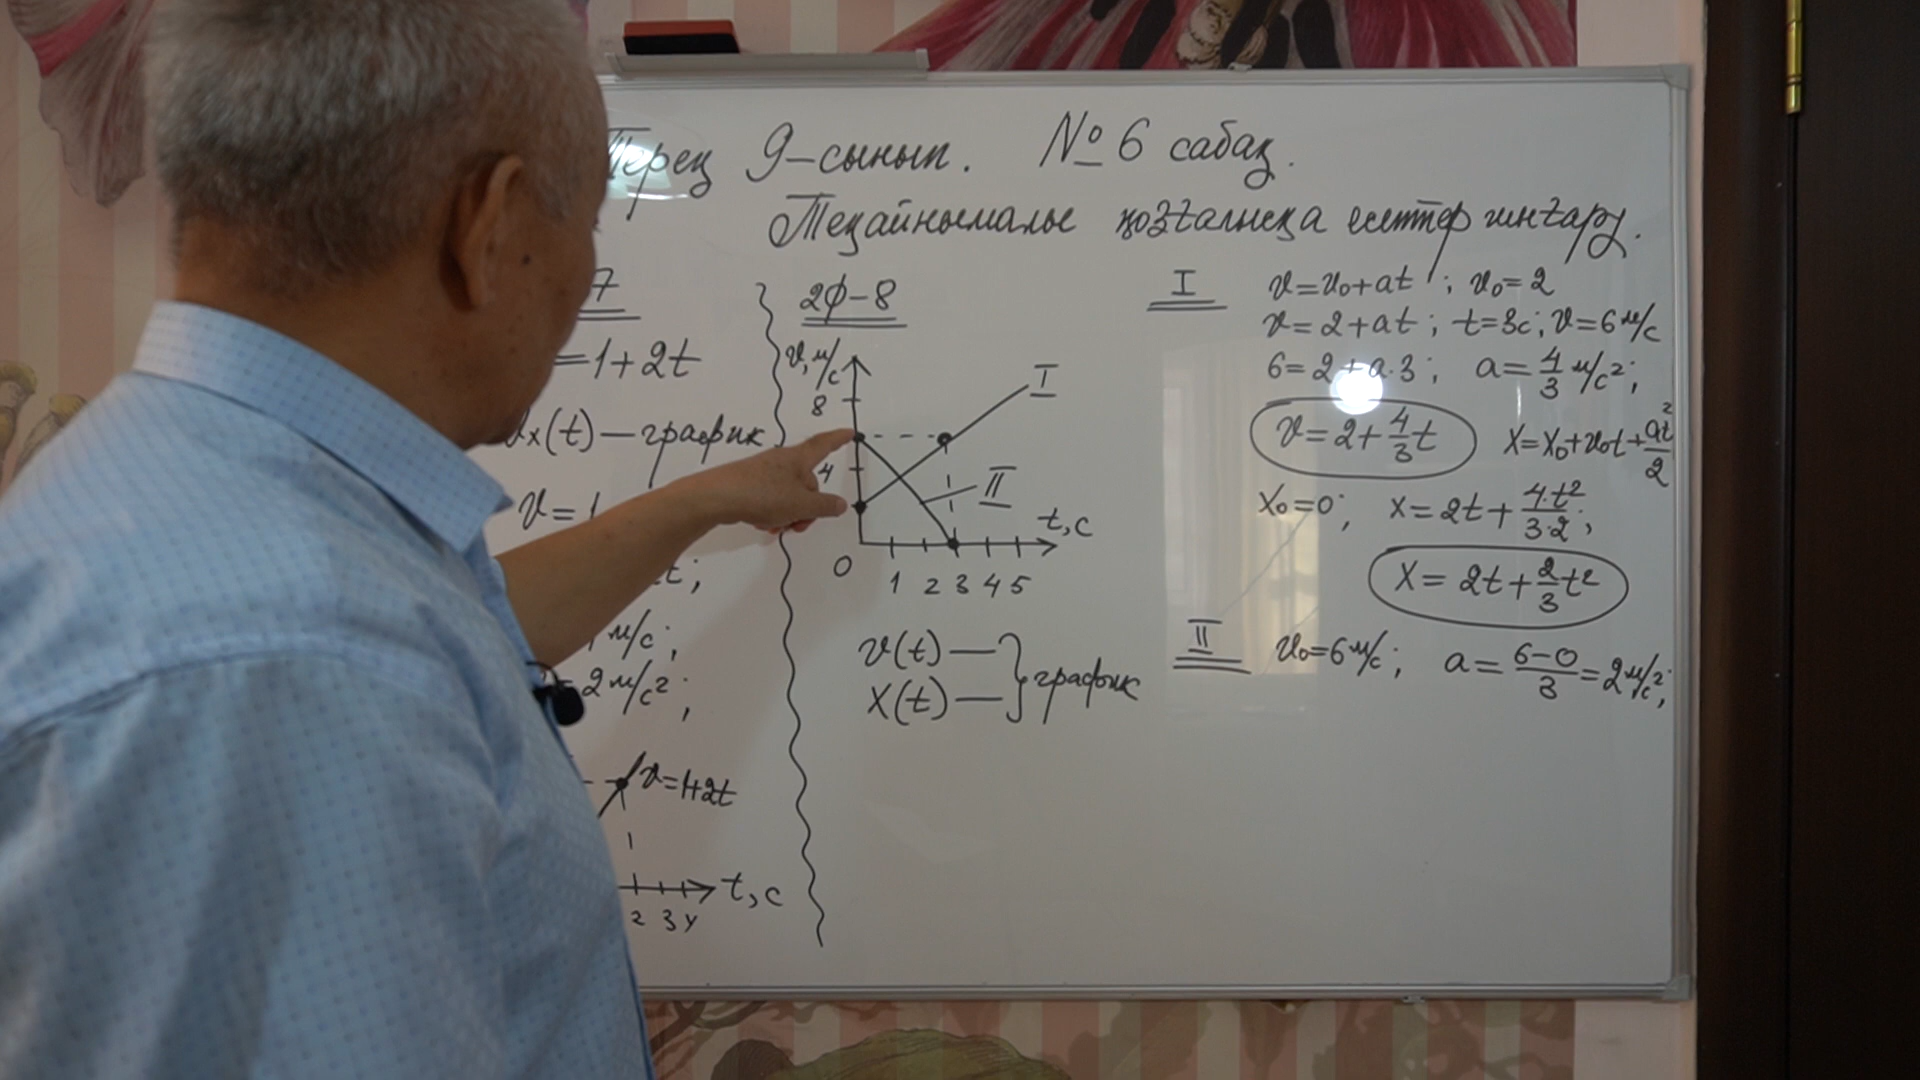 Терең 9-сынып. № 6 сабақ.
Теңайнымалы қозғалысқа есептер шығару.
7
=1+2t
x(t) — график
v=1
t;
м/с;
=2 м/с²;
v=1+2t
t,c
2 3 4
2ф-8
v, м/с
8
4
I
II
t,c
0 1 2 3 4 5
v(t) —
x(t) —
график
I v=v₀+at; v₀=2
v=2+at; t=3c; v=6 м/с
6=2+a·3; a=4/3 м/с²;
v=2+4/3t x=x₀+v₀t+at²/2
x₀=0; x=2t+4·t²/3·2;
x=2t+2/3t²
II v₀=6 м/с; a=6-0/3=2 м/с²;